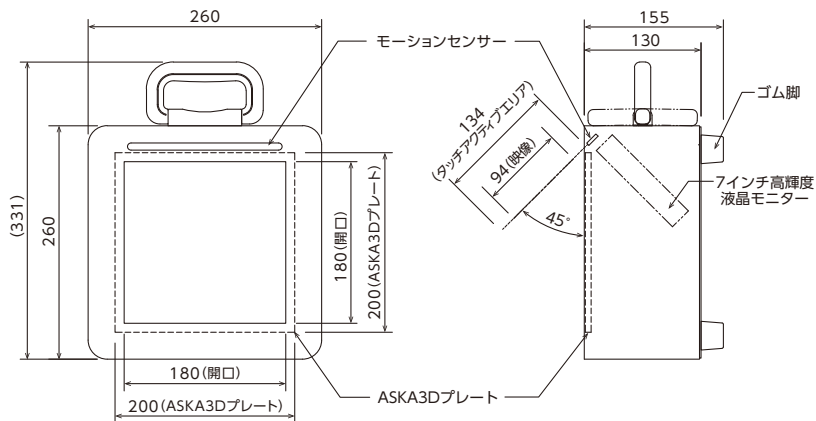 260
モーションセンサー
155
130
ゴム脚
134
(タッチアクティブエリア)
94(映像)
45°
7インチ高輝度
液晶モニター
(331)
260
180(開口)
200(ASKA3Dプレート)
180(開口)
200(ASKA3Dプレート)
ASKA3Dプレート